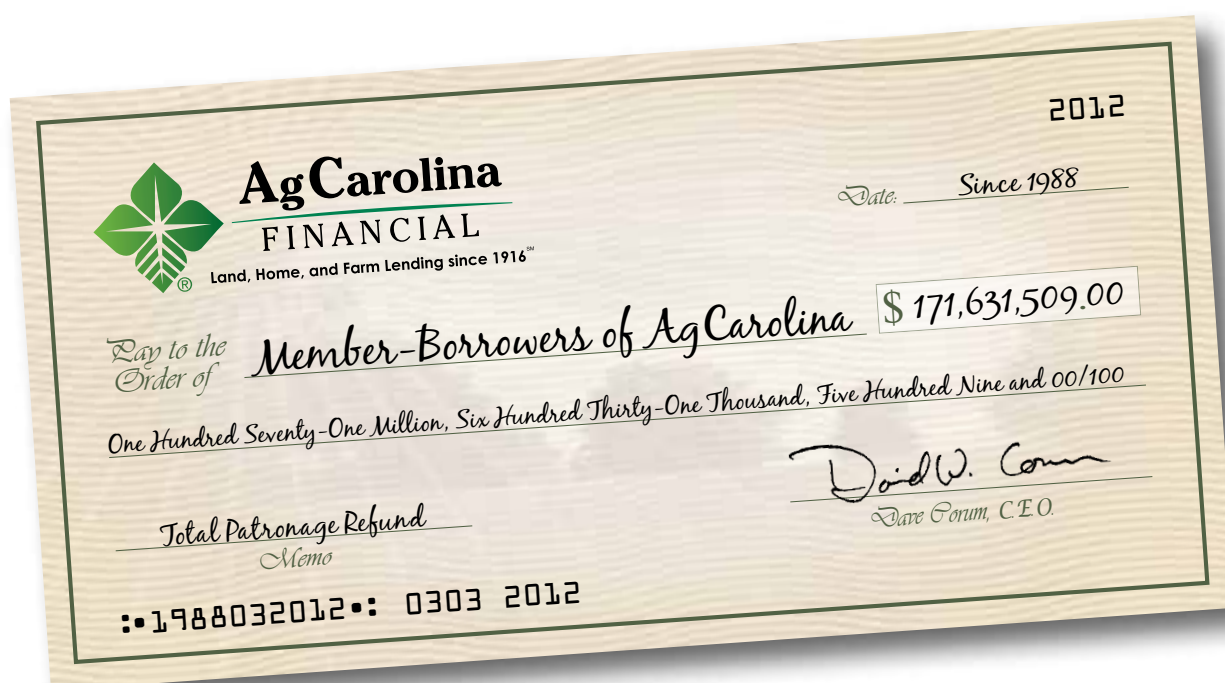 2012
AgCarolina
FINANCIAL
Land, Home, and Farm Lending since 1916℠
®
Date: Since 1988
Pay to the
Order of
Member-Borrowers of AgCarolina
$ 171,631,509.00
One Hundred Seventy-One Million, Six Hundred Thirty-One Thousand, Five Hundred Nine and 00/100
David W. Corum
Dave Corum, C.E.O.
Total Patronage Refund
Memo
1988032012 0303 2012